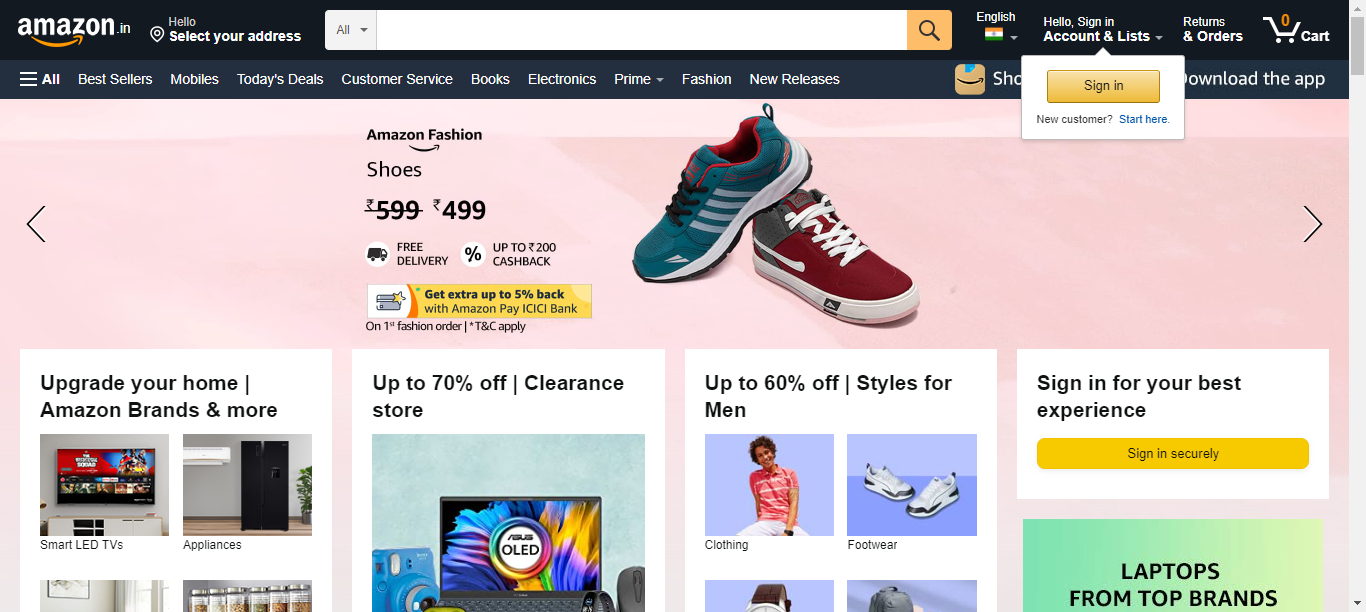 amazon.in
Hello
Select your address
All
English
Hello, Sign in
Account & Lists
Returns
& Orders
0
Cart
All
Best Sellers
Mobiles
Today's Deals
Customer Service
Books
Electronics
Prime
Fashion
New Releases
Download the app
Sign in
New customer? Start here.
Amazon Fashion
Shoes
₹599 ₹499
FREE
DELIVERY
%
UP TO ₹200
CASHBACK
Get extra up to 5% back
with Amazon Pay ICICI Bank
On 1st fashion order | *T&C apply
Upgrade your home |
Amazon Brands & more
Smart LED TVs
Appliances
Up to 70% off | Clearance
store
ASUS
OLED
Up to 60% off | Styles for
Men
Clothing
Footwear
Sign in for your best
experience
Sign in securely
LAPTOPS
FROM TOP BRANDS